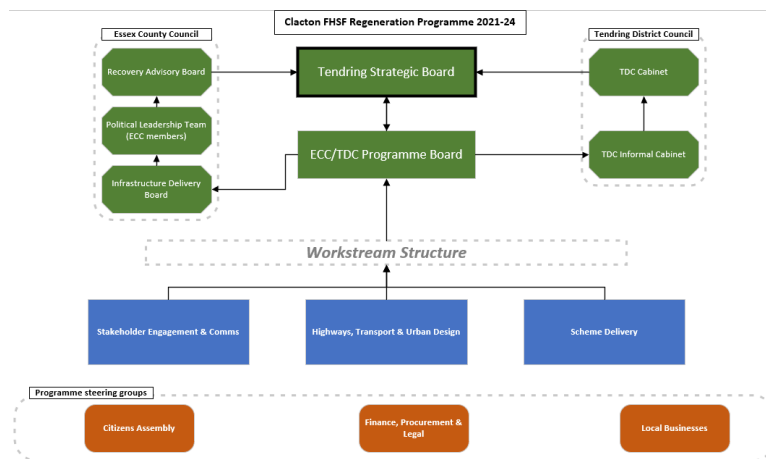 Clacton FHSF Regeneration Programme 2021-24
Essex County Council
Tendring District Council
Recovery Advisory Board
Tendring Strategic Board
TDC Cabinet
Political Leadership Team
(ECC members)
ECC/TDC Programme Board
TDC Informal Cabinet
Infrastructure Delivery
Board
Workstream Structure
Stakeholder Engagement & Comms
Highways, Transport & Urban Design
Scheme Delivery
Programme steering groups
Citizens Assembly
Finance, Procurement &
Legal
Local Businesses